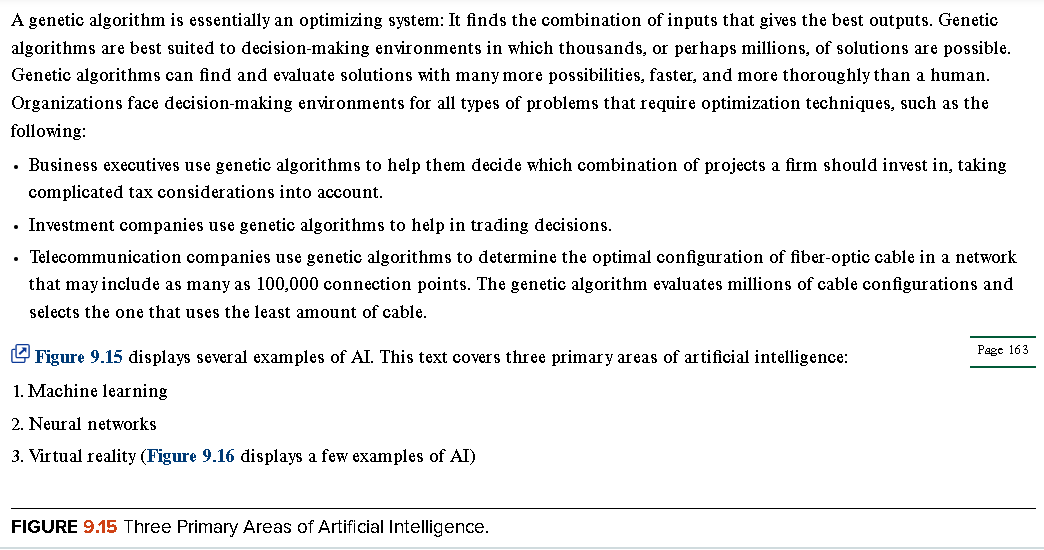 A genetic algorithm is essentially an optimizing system: It finds the combination of inputs that gives the best outputs. Genetic
algorithms are best suited to decision-making environments in which thousands, or perhaps millions, of solutions are possible.
Genetic algorithms can find and evaluate solutions with many more possibilities, faster, and more thoroughly than a human.
Organizations face decision-making environments for all types of problems that require optimization techniques, such as the
following:
• Business executives use genetic algorithms to help them decide which combination of projects a firm should invest in, taking
complicated tax considerations into account.
• Investment companies use genetic algorithms to help in trading decisions.
• Telecommunication companies use genetic algorithms to determine the optimal configuration of fiber-optic cable in a network
that may include as many as 100,000 connection points. The genetic algorithm evaluates millions of cable configurations and
selects the one that uses the least amount of cable.
Figure 9.15 displays several examples of AI. This text covers three primary areas of artificial intelligence:
Page 163
1. Machine learning
2. Neural networks
3. Virtual reality (Figure 9.16 displays a few examples of AI)
FIGURE 9.15 Three Primary Areas of Artificial Intelligence.